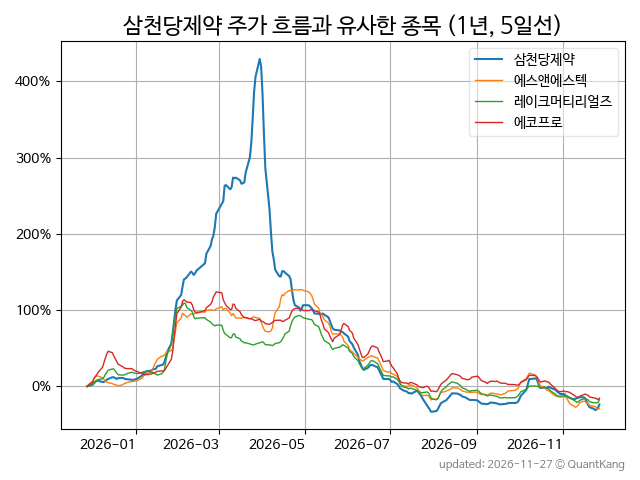 삼천당제약 주가 흐름과 유사한 종목 (1년, 5일선)
삼천당제약
에스앤에스텍
레이크머티리얼즈
에코프로
400%
300%
200%
100%
0%
2026-01
2026-03
2026-05
2026-07
2026-09
2026-11
updated: 2026-11-27 © QuantKang